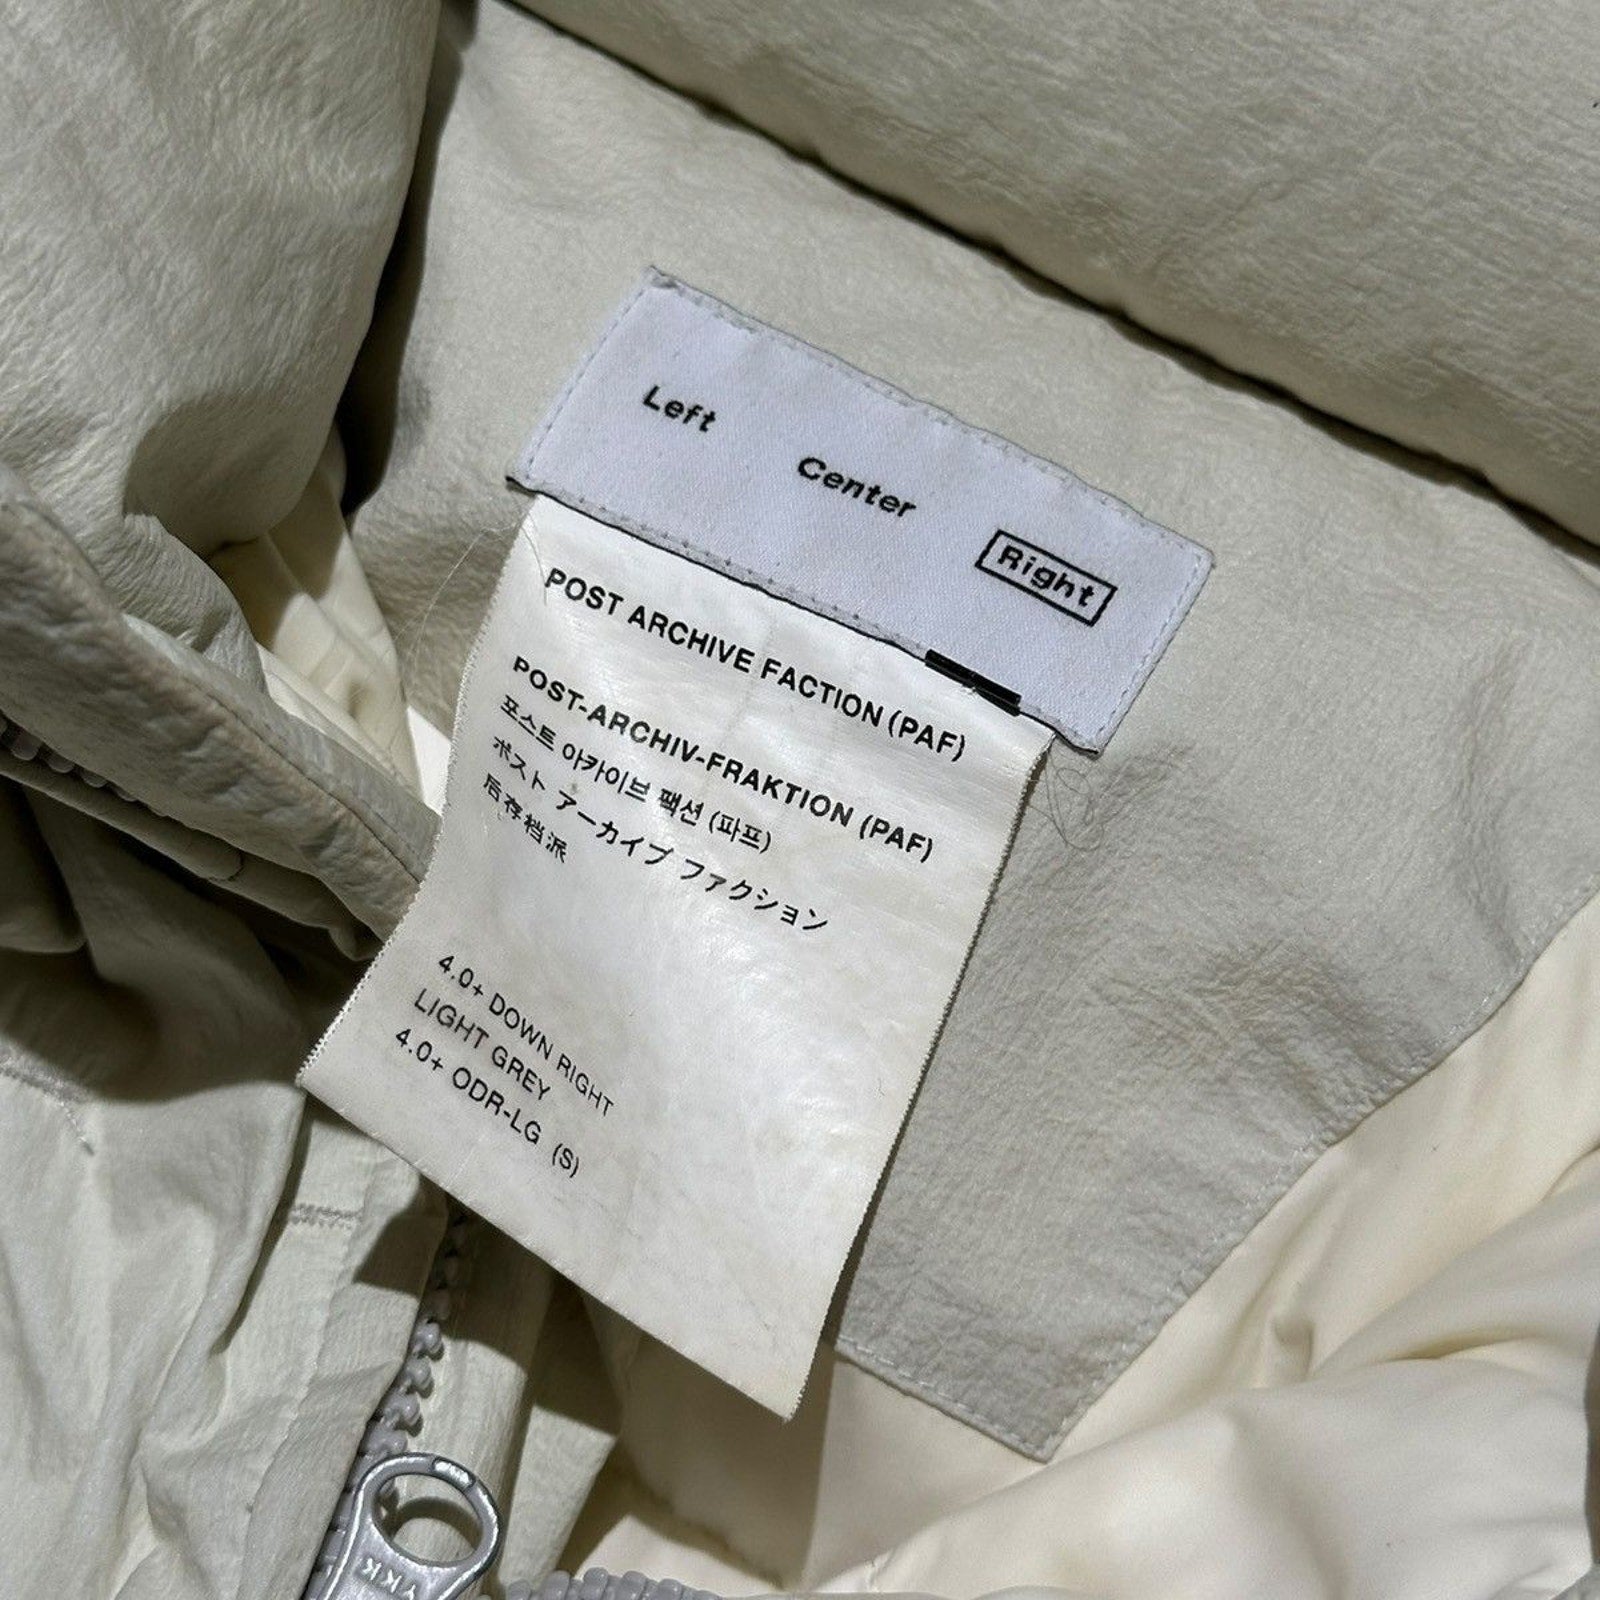 Left
Center
Right
POST ARCHIVE FACTION (PAF)
POST-ARCHIV-FRAKTION (PAF)
포스트 아카이브 팩션 (파프)
ポスト アーカイブ ファクション
后存档派
4.0+ DOWN RIGHT
LIGHT GREY
4.0+ ODR-LG (S)
YKK